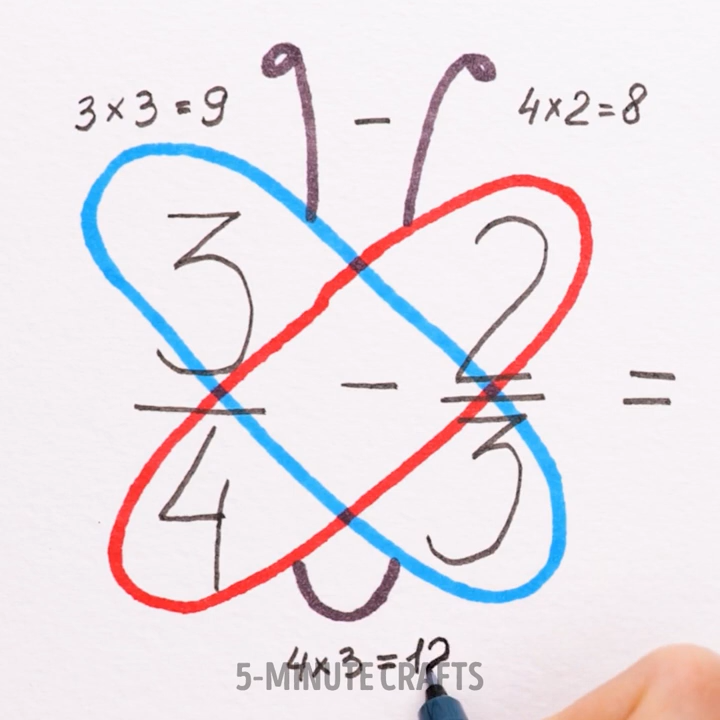 3×3=9 - 4×2=8
3/4 - 2/3 =
4×3=12
5-MINUTE CRAFTS